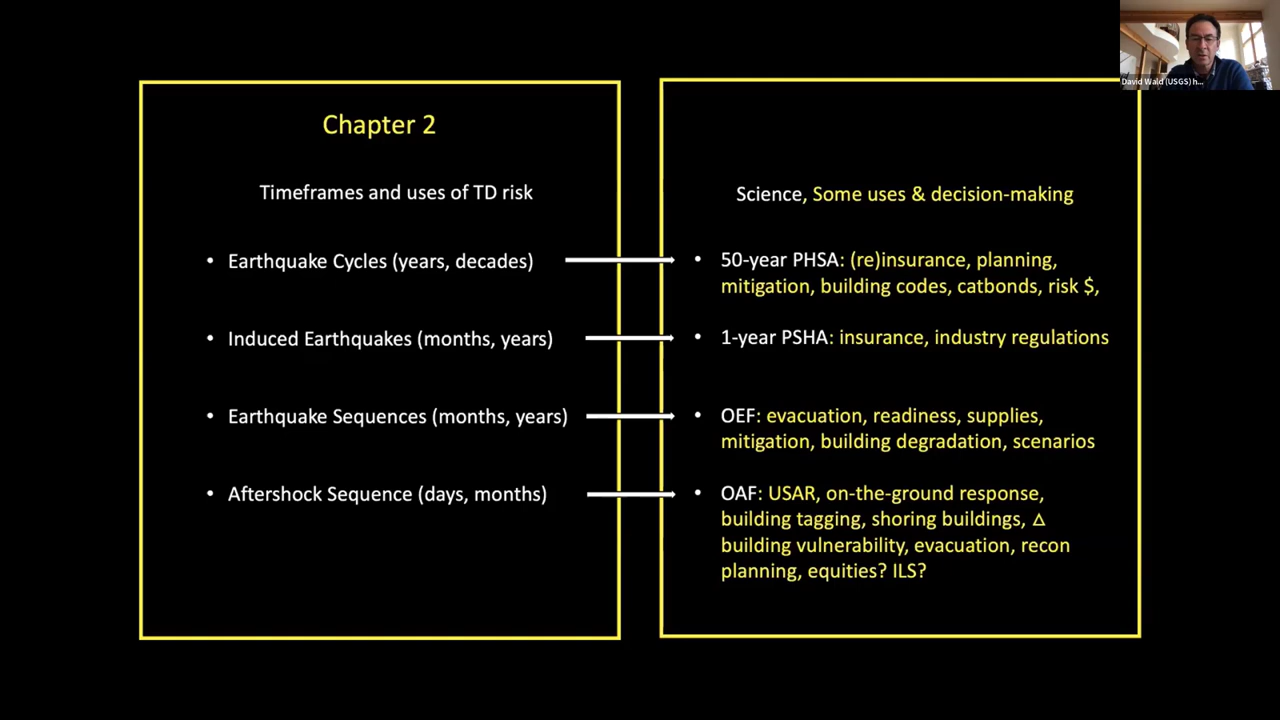 David Wald (USGS) h...
Chapter 2
Timeframes and uses of TD risk
• Earthquake Cycles (years, decades)
• Induced Earthquakes (months, years)
• Earthquake Sequences (months, years)
• Aftershock Sequence (days, months)
Science, Some uses & decision-making
• 50-year PHSA: (re)insurance, planning,
mitigation, building codes, catbonds, risk $,
• 1-year PSHA: insurance, industry regulations
• OEF: evacuation, readiness, supplies,
mitigation, building degradation, scenarios
• OAF: USAR, on-the-ground response,
building tagging, shoring buildings, Δ
building vulnerability, evacuation, recon
planning, equities? ILS?